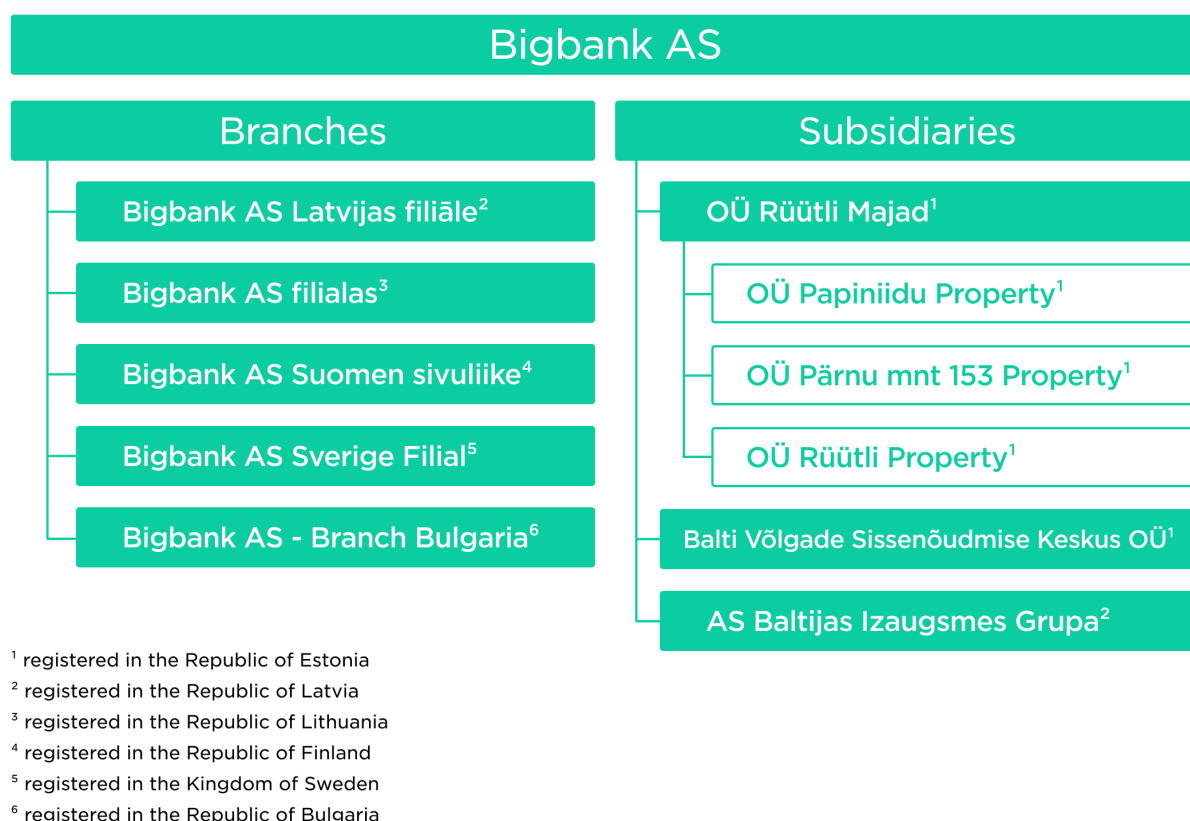 Bigbank AS
Branches
Bigbank AS Latvijas filiāle²
Bigbank AS filialas³
Bigbank AS Suomen sivuliike⁴
Bigbank AS Sverige Filial⁵
Bigbank AS - Branch Bulgaria⁶
Subsidiaries
OÜ Rüütli Majad¹
OÜ Papiniidu Property¹
OÜ Pärnu mnt 153 Property¹
OÜ Rüütli Property¹
Balti Võlgade Sissenõudmise Keskus OÜ¹
AS Baltijas Izaugsmes Grupa²
¹ registered in the Republic of Estonia
² registered in the Republic of Latvia
³ registered in the Republic of Lithuania
⁴ registered in the Republic of Finland
⁵ registered in the Kingdom of Sweden
⁶ registered in the Republic of Bulgaria